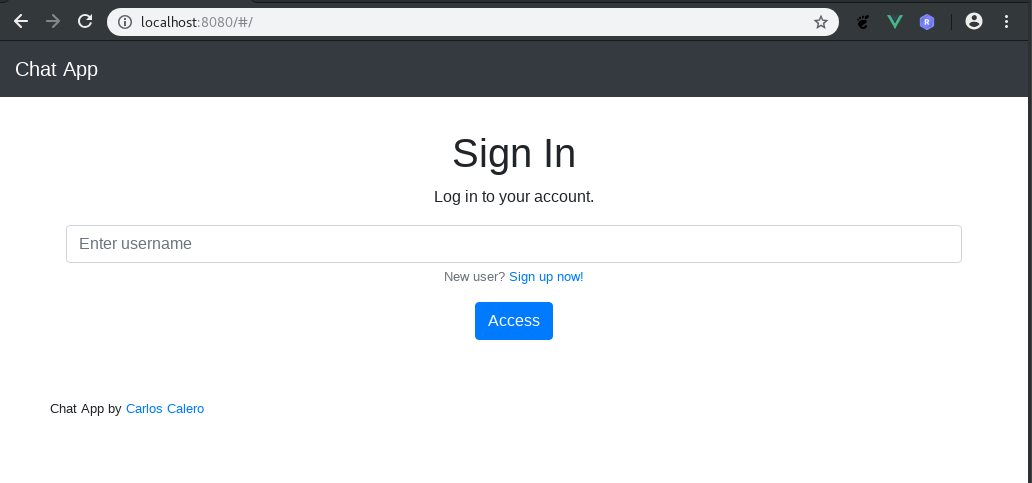 localhost:8080/#/
Chat App
Sign In
Log in to your account.
Enter username
New user? Sign up now!
Access
Chat App by Carlos Calero